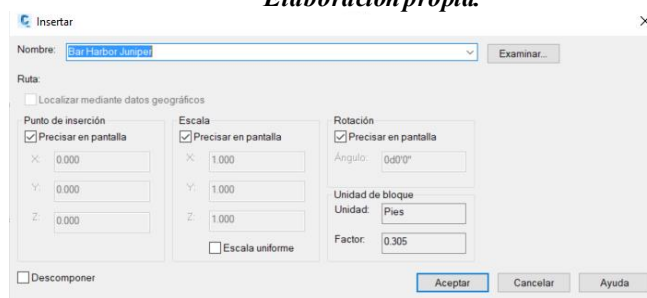 Elaboración propia.
Insertar
Nombre: Bar Harbor Juniper Examinar...
Ruta:
Localizar mediante datos geográficos
Punto de inserción Escala Rotación
Precisar en pantalla Precisar en pantalla Precisar en pantalla
X: 0.000 X: 1.000 Ángulo: 0d0'0"
Y: 0.000 Y: 1.000 Unidad de bloque
Z: 0.000 Z: 1.000 Unidad: Pies
Escala uniforme Factor: 0.305
Descomponer Aceptar Cancelar Ayuda